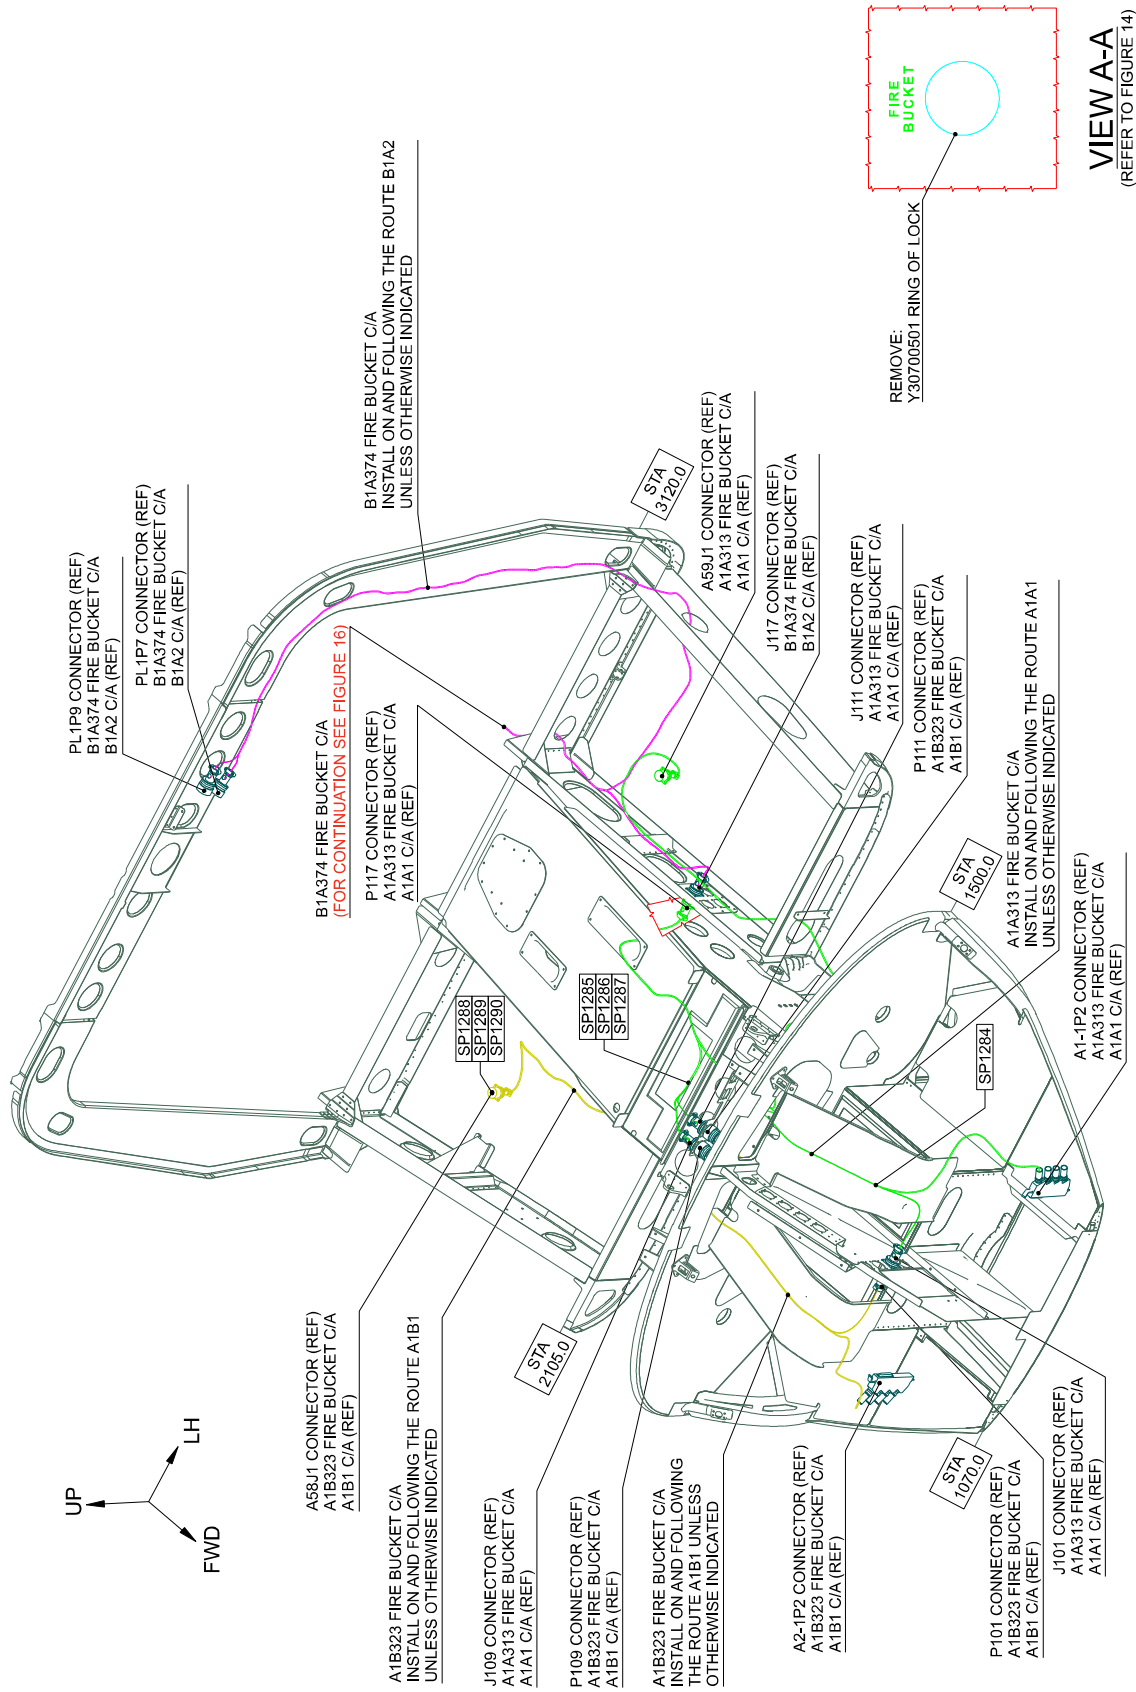 PL1P9 CONNECTOR (REF)
B1A374 FIRE BUCKET C/A
B1A2 C/A (REF)
PL1P7 CONNECTOR (REF)
B1A374 FIRE BUCKET C/A
B1A2 C/A (REF)
B1A374 FIRE BUCKET C/A
INSTALL ON AND FOLLOWING THE ROUTE B1A2
UNLESS OTHERWISE INDICATED
FIRE
BUCKET
REMOVE:
Y30700501 RING OF LOCK
VIEW A-A
(REFER TO FIGURE 14)
B1A374 FIRE BUCKET C/A
(FOR CONTINUATION SEE FIGURE 16)
P117 CONNECTOR (REF)
A1A313 FIRE BUCKET C/A
A1A1 C/A (REF)
STA
3120.0
A59J1 CONNECTOR (REF)
A1A313 FIRE BUCKET C/A
A1A1 C/A (REF)
J117 CONNECTOR (REF)
B1A374 FIRE BUCKET C/A
B1A2 C/A (REF)
J111 CONNECTOR (REF)
A1A313 FIRE BUCKET C/A
A1A1 C/A (REF)
P111 CONNECTOR (REF)
A1B323 FIRE BUCKET C/A
A1B1 C/A (REF)
SP1288
SP1289
SP1290
SP1285
SP1286
SP1287
STA
1500.0
A1A313 FIRE BUCKET C/A
INSTALL ON AND FOLLOWING THE ROUTE A1A1
UNLESS OTHERWISE INDICATED
SP1284
A1-1P2 CONNECTOR (REF)
A1A313 FIRE BUCKET C/A
A1A1 C/A (REF)
UP
LH
FWD
A58J1 CONNECTOR (REF)
A1B323 FIRE BUCKET C/A
A1B1 C/A (REF)
A1B323 FIRE BUCKET C/A
INSTALL ON AND FOLLOWING THE ROUTE A1B1
UNLESS OTHERWISE INDICATED
STA
2105.0
J109 CONNECTOR (REF)
A1A313 FIRE BUCKET C/A
A1A1 C/A (REF)
P109 CONNECTOR (REF)
A1B323 FIRE BUCKET C/A
A1B1 C/A (REF)
A1B323 FIRE BUCKET C/A
INSTALL ON AND FOLLOWING
THE ROUTE A1B1 UNLESS
OTHERWISE INDICATED
A2-1P2 CONNECTOR (REF)
A1B323 FIRE BUCKET C/A
A1B1 C/A (REF)
STA
1070.0
P101 CONNECTOR (REF)
A1B323 FIRE BUCKET C/A
A1B1 C/A (REF)
J101 CONNECTOR (REF)
A1A313 FIRE BUCKET C/A
A1A1 C/A (REF)